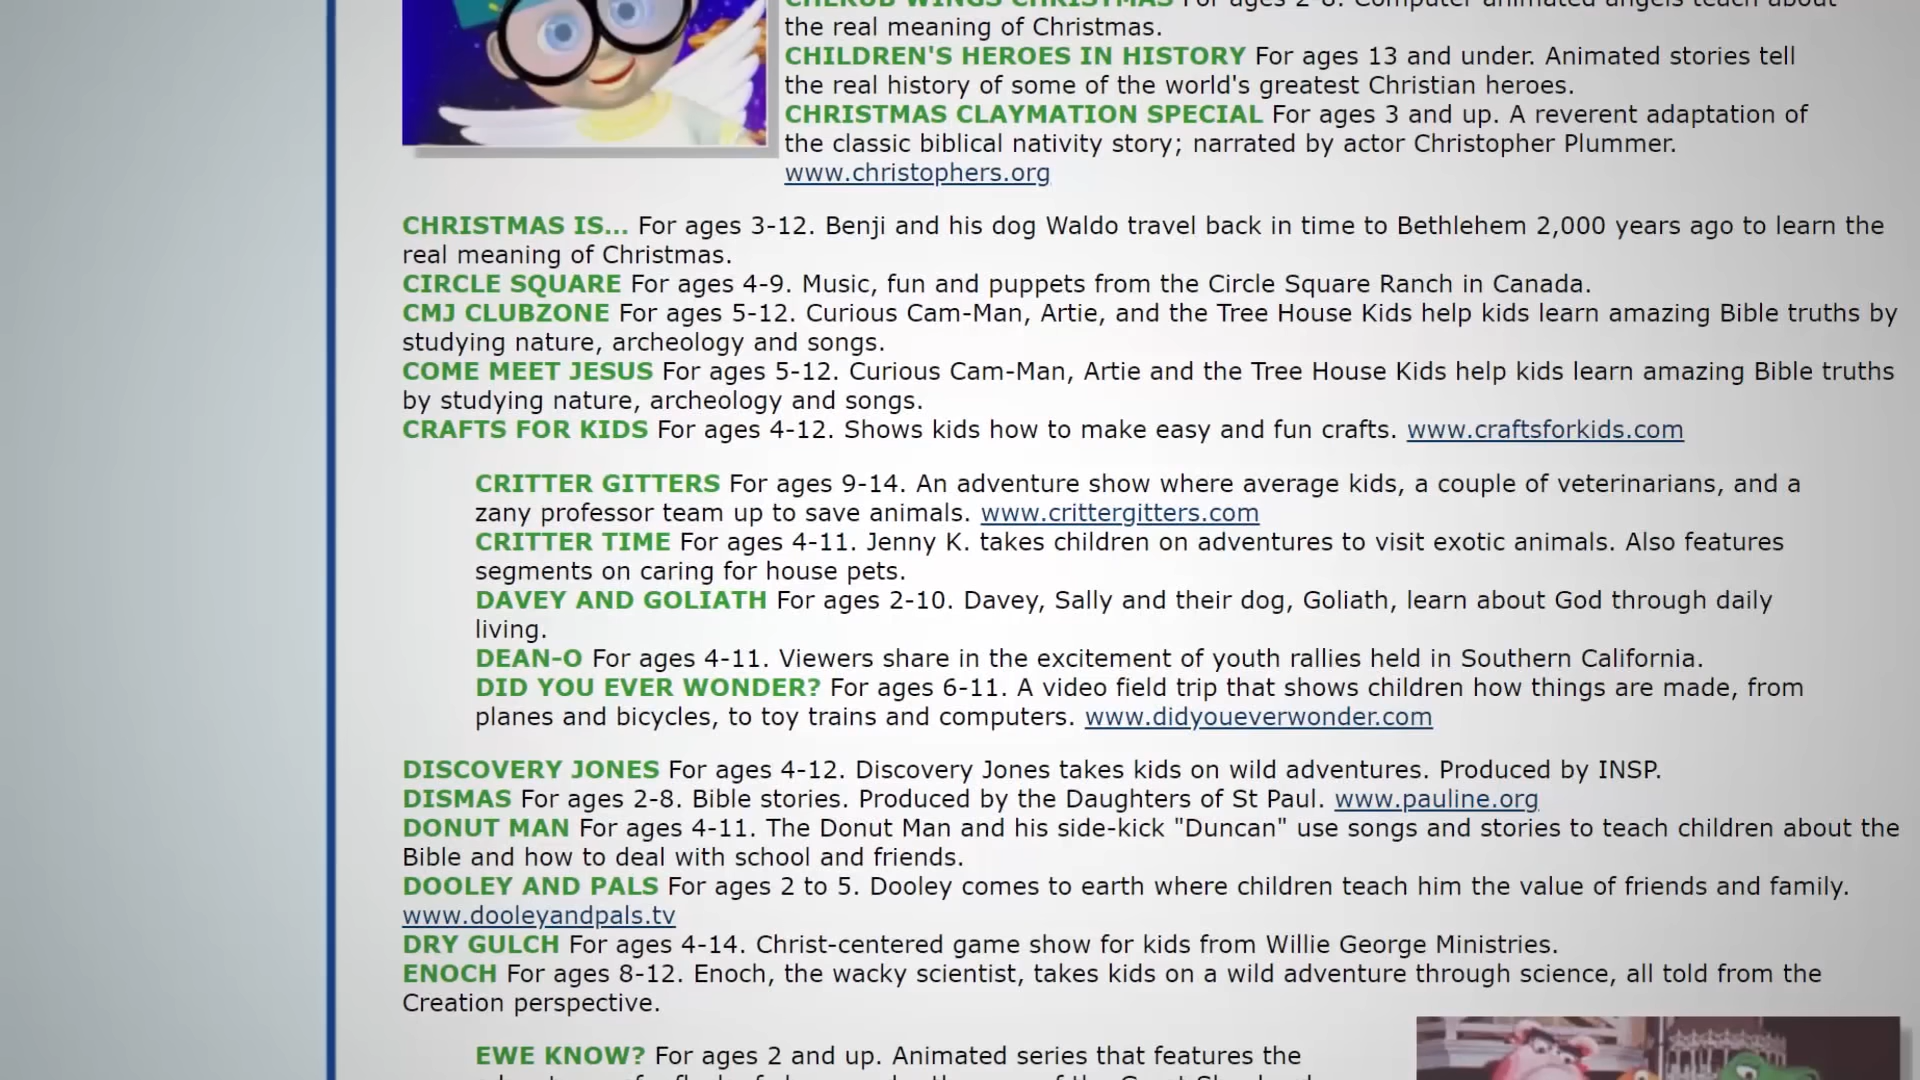 CHERUB WINGS CHRISTMAS For ages 2-8. Computer animated angels teach about
the real meaning of Christmas.
CHILDREN'S HEROES IN HISTORY For ages 13 and under. Animated stories tell
the real history of some of the world's greatest Christian heroes.
CHRISTMAS CLAYMATION SPECIAL For ages 3 and up. A reverent adaptation of
the classic biblical nativity story; narrated by actor Christopher Plummer.
www.christophers.org
CHRISTMAS IS... For ages 3-12. Benji and his dog Waldo travel back in time to Bethlehem 2,000 years ago to learn the
real meaning of Christmas.
CIRCLE SQUARE For ages 4-9. Music, fun and puppets from the Circle Square Ranch in Canada.
CMJ CLUBZONE For ages 5-12. Curious Cam-Man, Artie, and the Tree House Kids help kids learn amazing Bible truths by
studying nature, archeology and songs.
COME MEET JESUS For ages 5-12. Curious Cam-Man, Artie and the Tree House Kids help kids learn amazing Bible truths
by studying nature, archeology and songs.
CRAFTS FOR KIDS For ages 4-12. Shows kids how to make easy and fun crafts. www.craftsforkids.com
CRITTER GITTERS For ages 9-14. An adventure show where average kids, a couple of veterinarians, and a
zany professor team up to save animals. www.crittergitters.com
CRITTER TIME For ages 4-11. Jenny K. takes children on adventures to visit exotic animals. Also features
segments on caring for house pets.
DAVEY AND GOLIATH For ages 2-10. Davey, Sally and their dog, Goliath, learn about God through daily
living.
DEAN-O For ages 4-11. Viewers share in the excitement of youth rallies held in Southern California.
DID YOU EVER WONDER? For ages 6-11. A video field trip that shows children how things are made, from
planes and bicycles, to toy trains and computers. www.didyoueverwonder.com
DISCOVERY JONES For ages 4-12. Discovery Jones takes kids on wild adventures. Produced by INSP.
DISMAS For ages 2-8. Bible stories. Produced by the Daughters of St Paul. www.pauline.org
DONUT MAN For ages 4-11. The Donut Man and his side-kick "Duncan" use songs and stories to teach children about the
Bible and how to deal with school and friends.
DOOLEY AND PALS For ages 2 to 5. Dooley comes to earth where children teach him the value of friends and family.
www.dooleyandpals.tv
DRY GULCH For ages 4-14. Christ-centered game show for kids from Willie George Ministries.
ENOCH For ages 8-12. Enoch, the wacky scientist, takes kids on a wild adventure through science, all told from the
Creation perspective.
EWE KNOW? For ages 2 and up. Animated series that features the